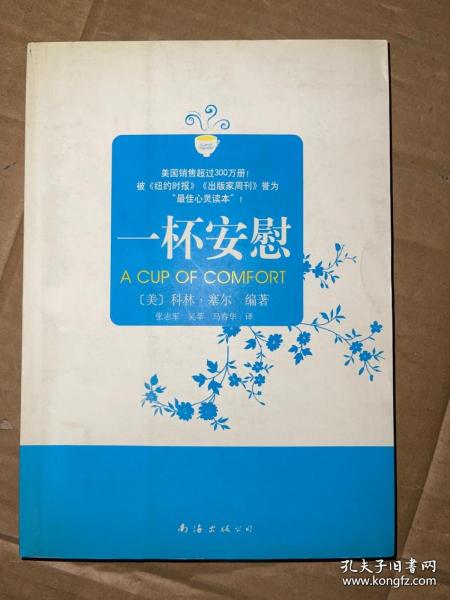 美国销售超过300万册！
被《纽约时报》《出版家周刊》誉为
“最佳心灵读本”！
一杯安慰
A CUP OF COMFORT
〔美〕科林·塞尔 编著
张志军 吴苹 马春华 译
南海出版公司
孔夫子旧书网
www.kongfz.com